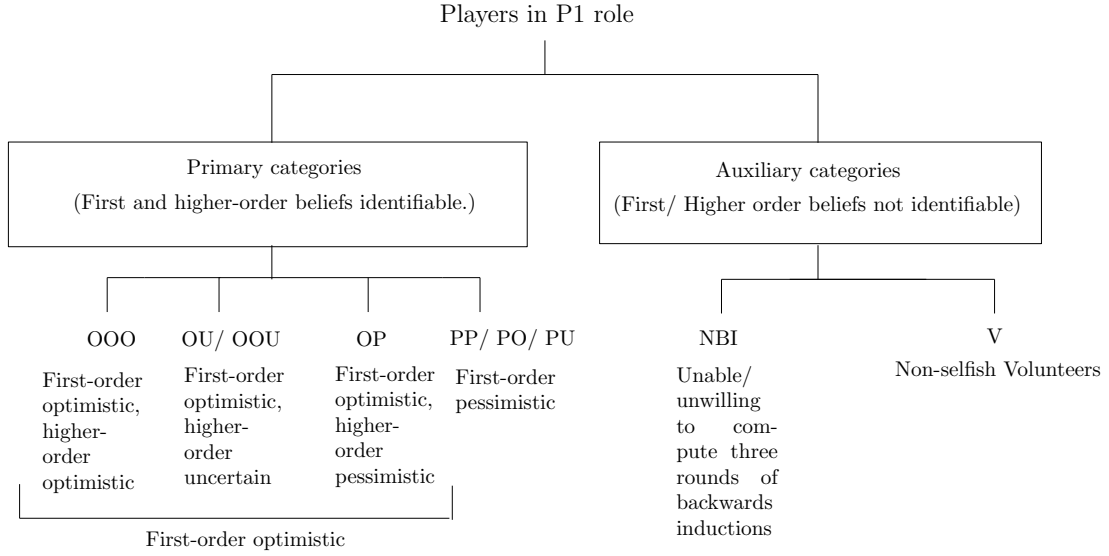 Players in P1 role
Primary categories
(First and higher-order beliefs identifiable.)
Auxiliary categories
(First/ Higher order beliefs not identifiable)
OOO
First-order
optimistic,
higher-
order
optimistic
OU/ OOU
First-order
optimistic,
higher-
order
uncertain
OP
First-order
optimistic,
higher-
order
pessimistic
PP/ PO/ PU
First-order
pessimistic
First-order optimistic
NBI
Unable/
unwilling
to com-
pute three
rounds of
backwards
inductions
V
Non-selfish Volunteers